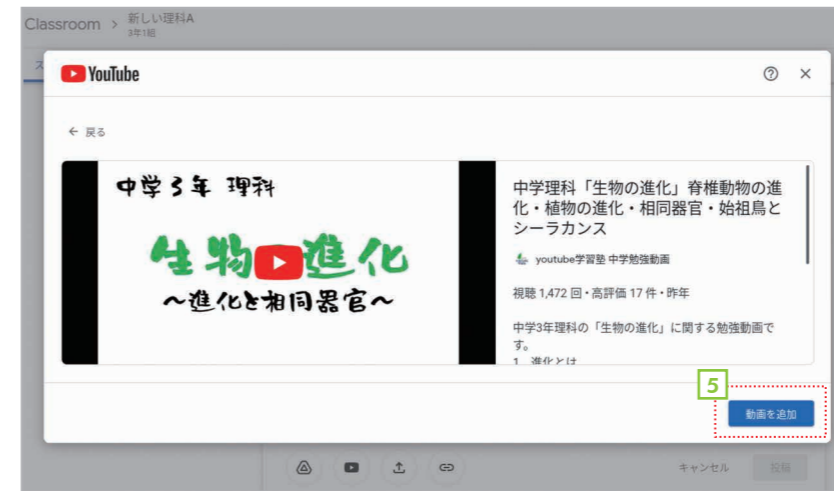 Classroom > 新しい理科A
3年1組
ス
YouTube
← 戻る
中学3年 理科
生物 進化
～進化と相同器官～
中学理科「生物の進化」脊椎動物の進
化・植物の進化・相同器官・始祖鳥と
シーラカンス
youtube学習塾 中学勉強動画
視聴 1,472 回・高評価 17 件・昨年
中学3年理科の「生物の進化」に関する勉強動画で
す。
1 進化とは
5
動画を追加
キャンセル
投稿